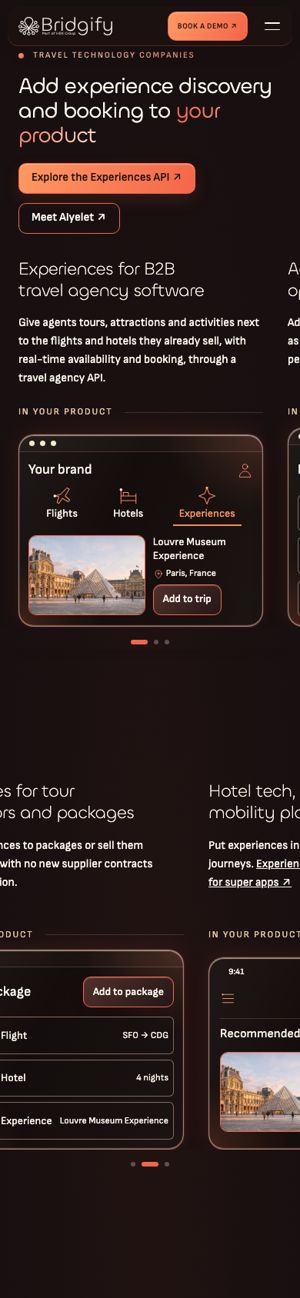 Bridgify
BOOK A DEMO ↗
TRAVEL TECHNOLOGY COMPANIES
Add experience discovery
and booking to your
product
Explore the Experiences API ↗
Meet AIyelet ↗
Experiences for B2B
travel agency software
Give agents tours, attractions and activities next
to the flights and hotels they already sell, with
real-time availability and booking, through a
travel agency API.
IN YOUR PRODUCT
Your brand
Flights
Hotels
Experiences
Louvre Museum
Experience
Paris, France
Add to trip
es for tour
ors and packages
nces to packages or sell them
with no new supplier contracts
ion.
ODUCT
ckage
Add to package
Flight
SFO → CDG
Hotel
4 nights
Experience
Louvre Museum Experience
Hotel tech,
mobility pla
Put experiences in
journeys. Experien
for super apps ↗
IN YOUR PRODUCT
9:41
Recommended